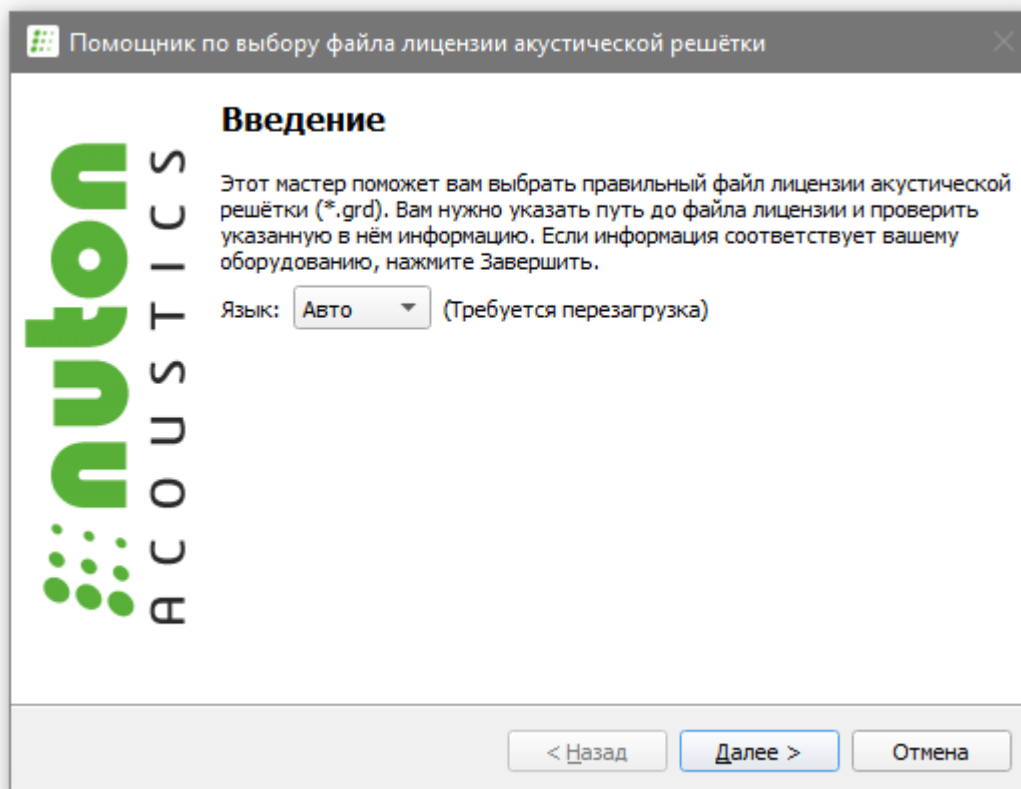 Помощник по выбору файла лицензии акустической решётки
nuton
ACOUSTICS
Введение
Этот мастер поможет вам выбрать правильный файл лицензии акустической
решётки (*.grd). Вам нужно указать путь до файла лицензии и проверить
указанную в нём информацию. Если информация соответствует вашему
оборудованию, нажмите Завершить.
Язык: Авто (Требуется перезагрузка)
< Назад Далее > Отмена